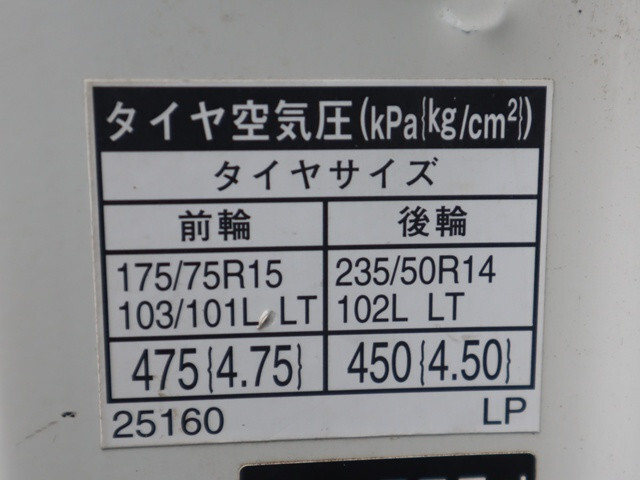 タイヤ空気圧(kPa{kg/cm²})
タイヤサイズ
前輪 後輪
175/75R15 235/50R14
103/101L LT 102L LT
475{4.75} 450{4.50}
25160 LP